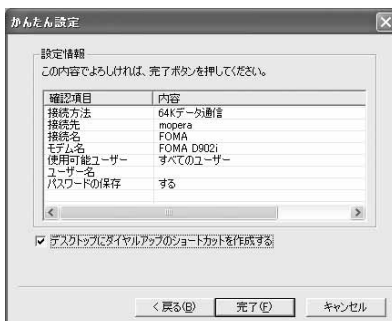 かんたん設定
設定情報
この内容でよろしければ、完了ボタンを押してください。
確認項目 内容
接続方法 64Kデータ通信
接続先 mopera
接続名 FOMA
モデム名 FOMA D902i
使用可能ユーザー すべてのユーザー
ユーザー名
パスワードの保存 する
デスクトップにダイヤルアップのショートカットを作成する
< 戻る(B) 完了(F) キャンセル